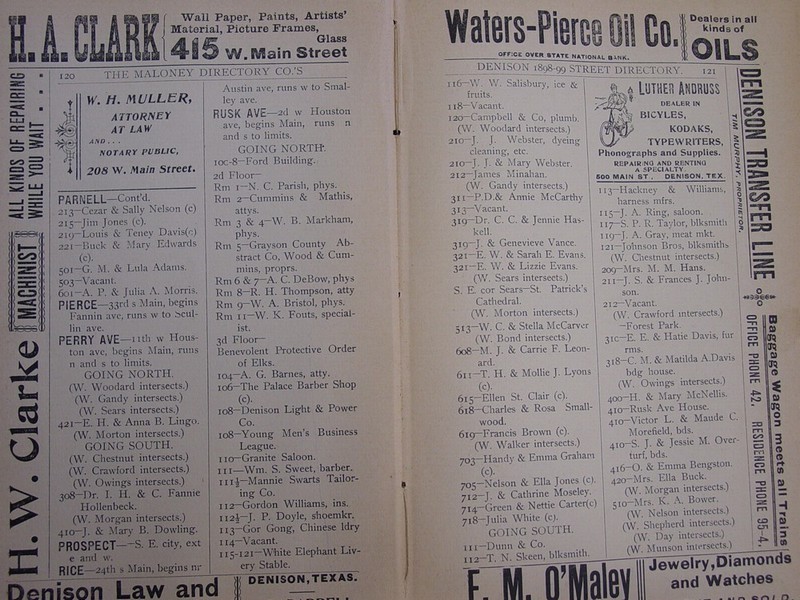 H. A. CLARK
Wall Paper, Paints, Artists'
Material, Picture Frames,
Glass
415 W. Main Street
ALL KINDS OF REPAIRING
WHILE YOU WAIT
MACHINIST
H. W. Clarke
120 THE MALONEY DIRECTORY CO.'S
W. H. MULLER,
ATTORNEY
AT LAW
AND...
NOTARY PUBLIC,
208 W. Main Street.
PARNELL—Cont'd.
213—Cezar & Sally Nelson (c)
215—Jim Jones (c).
219—Louis & Teney Davis(c)
221—Buck & Mary Edwards
(c).
501—G. M. & Lula Adams.
503—Vacant.
601—A. P. & Julia A. Morris.
PIERCE—33rd s Main, begins
Fannin ave, runs w to Scul-
lin ave.
PERRY AVE—11th w Hous-
ton ave, begins Main, runs
n and s to limits.
GOING NORTH.
(W. Woodard intersects.)
(W. Gandy intersects.)
(W. Sears intersects.)
421—E. H. & Anna B. Lingo.
(W. Morton intersects.)
GOING SOUTH.
(W. Chestnut intersects.)
(W. Crawford intersects.)
(W. Owings intersects.)
308—Dr. I. H. & C. Fannie
Hollenbeck.
(W. Morgan intersects.)
410—J. & Mary B. Dowling.
PROSPECT—S. E. city, ext
e and w.
RICE—24th s Main, begins nr
Austin ave, runs w to Smal-
ley ave.
RUSK AVE—2d w Houston
ave, begins Main, runs n
and s to limits.
GOING NORTH.
100-8—Ford Building.
2d Floor—
Rm 1—N. C. Parish, phys.
Rm 2—Cummins & Mathis,
attys.
Rm 3 & 4—W. B. Markham,
phys.
Rm 5—Grayson County Ab-
stract Co, Wood & Cum-
mins, proprs.
Rm 6 & 7—A. C. DeBow, phys
Rm 8—R. H. Thompson, atty
Rm 9—W. A. Bristol, phys.
Rm 11—W. K. Fouts, special-
ist.
3d Floor—
Benevolent Protective Order
of Elks.
104—A. G. Barnes, atty.
106—The Palace Barber Shop
(c).
108—Denison Light & Power
Co.
108—Young Men's Business
League.
110—Granite Saloon.
111—Wm. S. Sweet, barber.
111½—Mannie Swarts Tailor-
ing Co.
112—Gordon Williams, ins.
112½—J. P. Doyle, shoemkr.
113—Gor Gong, Chinese ldry
114—Vacant.
115-121—White Elephant Liv-
ery Stable.
Denison Law and
DENISON, TEXAS.
Waters-Pierce Oil Co.
OFFICE OVER STATE NATIONAL BANK.
Dealers in all
kinds of
OILS
DENISON 1898-99 STREET DIRECTORY. 121
116—W. W. Salisbury, ice &
fruits.
118—Vacant.
120—Campbell & Co, plumb.
(W. Woodard intersects.)
210—J. J. Webster, dyeing
cleaning, etc.
210—J. J. & Mary Webster.
212—James Minahan.
(W. Gandy intersects.)
311—P.D.& Annie McCarthy
313—Vacant.
319—Dr. C. C. & Jennie Has-
kell.
319—J. & Genevieve Vance.
321—E. W. & Sarah E. Evans.
321—E. W. & Lizzie Evans.
(W. Sears intersects.)
S. E. cor Sears—St. Patrick's
Cathedral.
(W. Morton intersects.)
513—W. C. & Stella McCarver
(W. Bond intersects.)
608—M. J. & Carrie F. Leon-
ard.
611—T. H. & Mollie J. Lyons
(c).
615—Ellen St. Clair (c).
618—Charles & Rosa Small-
wood.
619—Francis Brown (c).
(W. Walker intersects.)
703—Handy & Emma Graham
(c).
705—Nelson & Ella Jones (c).
712—J. & Cathrine Moseley.
714—Green & Nettie Carter(c)
718—Julia White (c).
GOING SOUTH.
111—Dunn & Co.
112—T. N. Skeen, blksmith.
LUTHER ANDRUSS
DEALER IN
BICYLES,
KODAKS,
TYPEWRITERS,
Phonographs and Supplies.
REPAIRING AND RENTING
A SPECIALTY
500 MAIN ST. DENISON, TEX.
113—Hackney & Williams,
harness mfrs.
115—J. A. Ring, saloon.
117—S. P. R. Taylor, blksmith
119—J. A. Gray, meat mkt.
121—Johnson Bros, blksmiths
(W. Chestnut intersects.)
209—Mrs. M. M. Hans.
211—J. S. & Frances J. John-
son.
212—Vacant.
(W. Crawford intersects.)
—Forest Park.
310—E. E. & Hatie Davis, fur
rms.
318—C. M. & Matilda A.Davis
bdg house.
(W. Owings intersects.)
400—H. & Mary McNellis.
410—Rusk Ave House.
410—Victor L. & Maude C.
Morefield, bds.
410—S. J. & Jessie M. Over-
turf, bds.
416—O. & Emma Bengston.
420—Mrs. Ella Buck.
(W. Morgan intersects.)
510—Mrs. K. A. Bower.
(W. Nelson intersects.)
(W. Shepherd intersects.)
(W. Day intersects.)
(W. Munson intersects.)
DENISON TRANSFER LINE
TIM MURPHY, PROPRIETOR.
Baggage Wagon meets all Trains
OFFICE PHONE 42, RESIDENCE PHONE 95-4.
F. M. O'Maley
Jewelry, Diamonds
and Watches